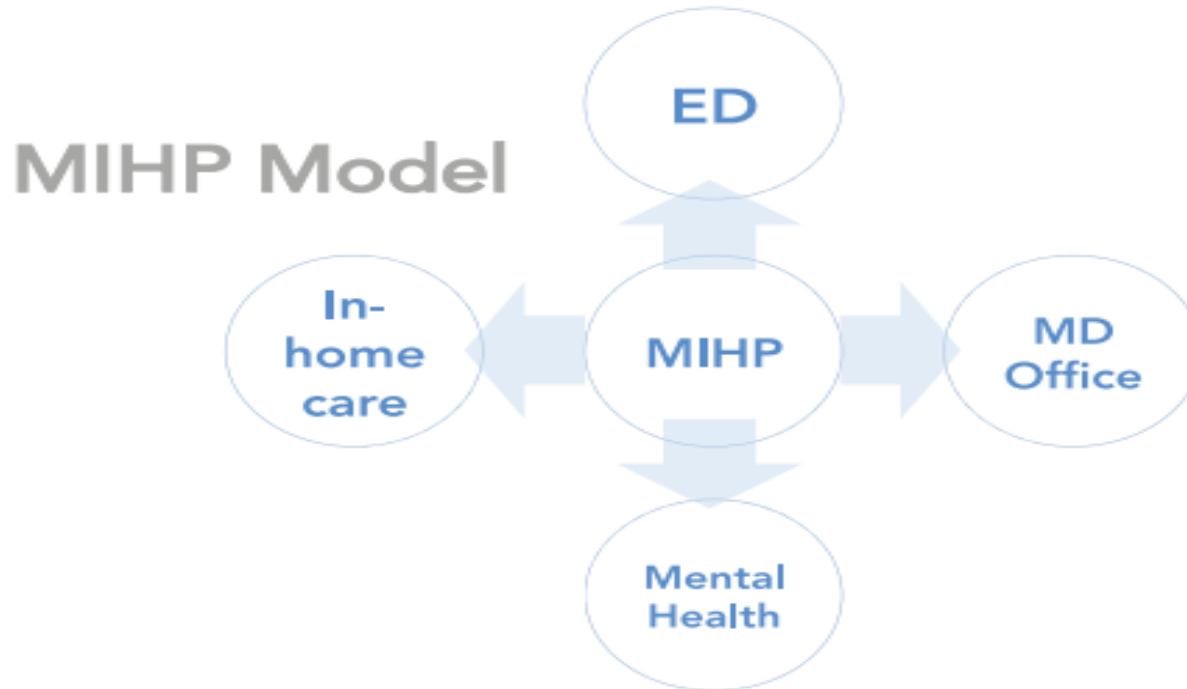 ED
MIHP Model
In-
home
care
MIHP
MD
Office
Mental
Health